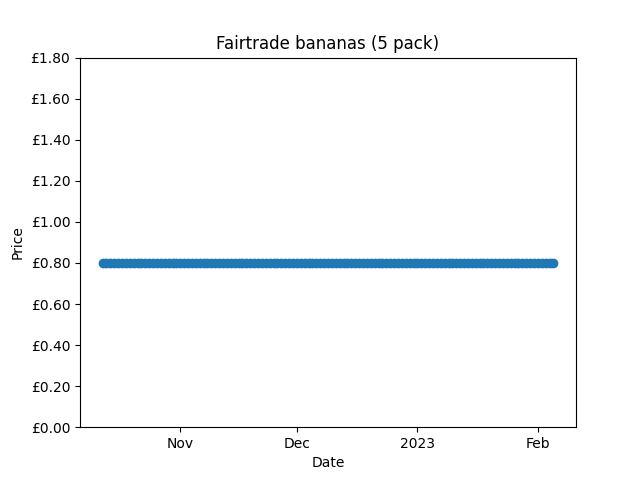 Fairtrade bananas (5 pack)
£1.80
£1.60
£1.40
£1.20
£1.00
£0.80
£0.60
£0.40
£0.20
£0.00
Price
Nov Dec 2023 Feb
Date